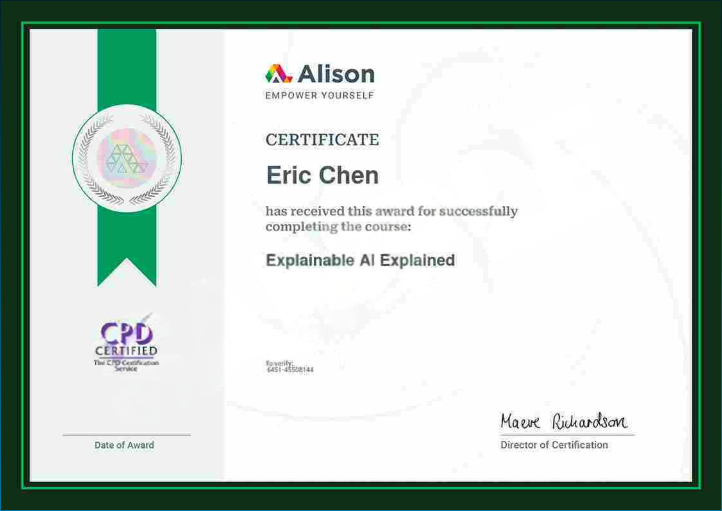 Alison
EMPOWER YOURSELF
CERTIFICATE
Eric Chen
has received this award for successfully
completing the course:
Explainable AI Explained
CPD
CERTIFIED
The CPD Certification
Service
To verify:
6451-45508144
Maeve Richardson
Date of Award
Director of Certification